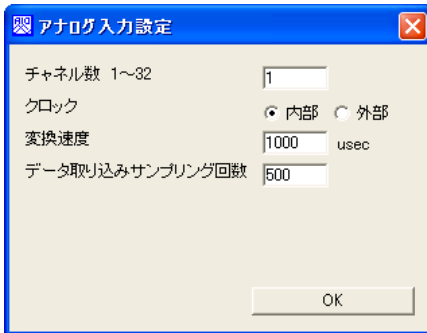 アナログ入力設定
チャネル数 1～32 1
クロック 内部 外部
変換速度 1000 usec
データ取り込みサンプリング回数 500
OK